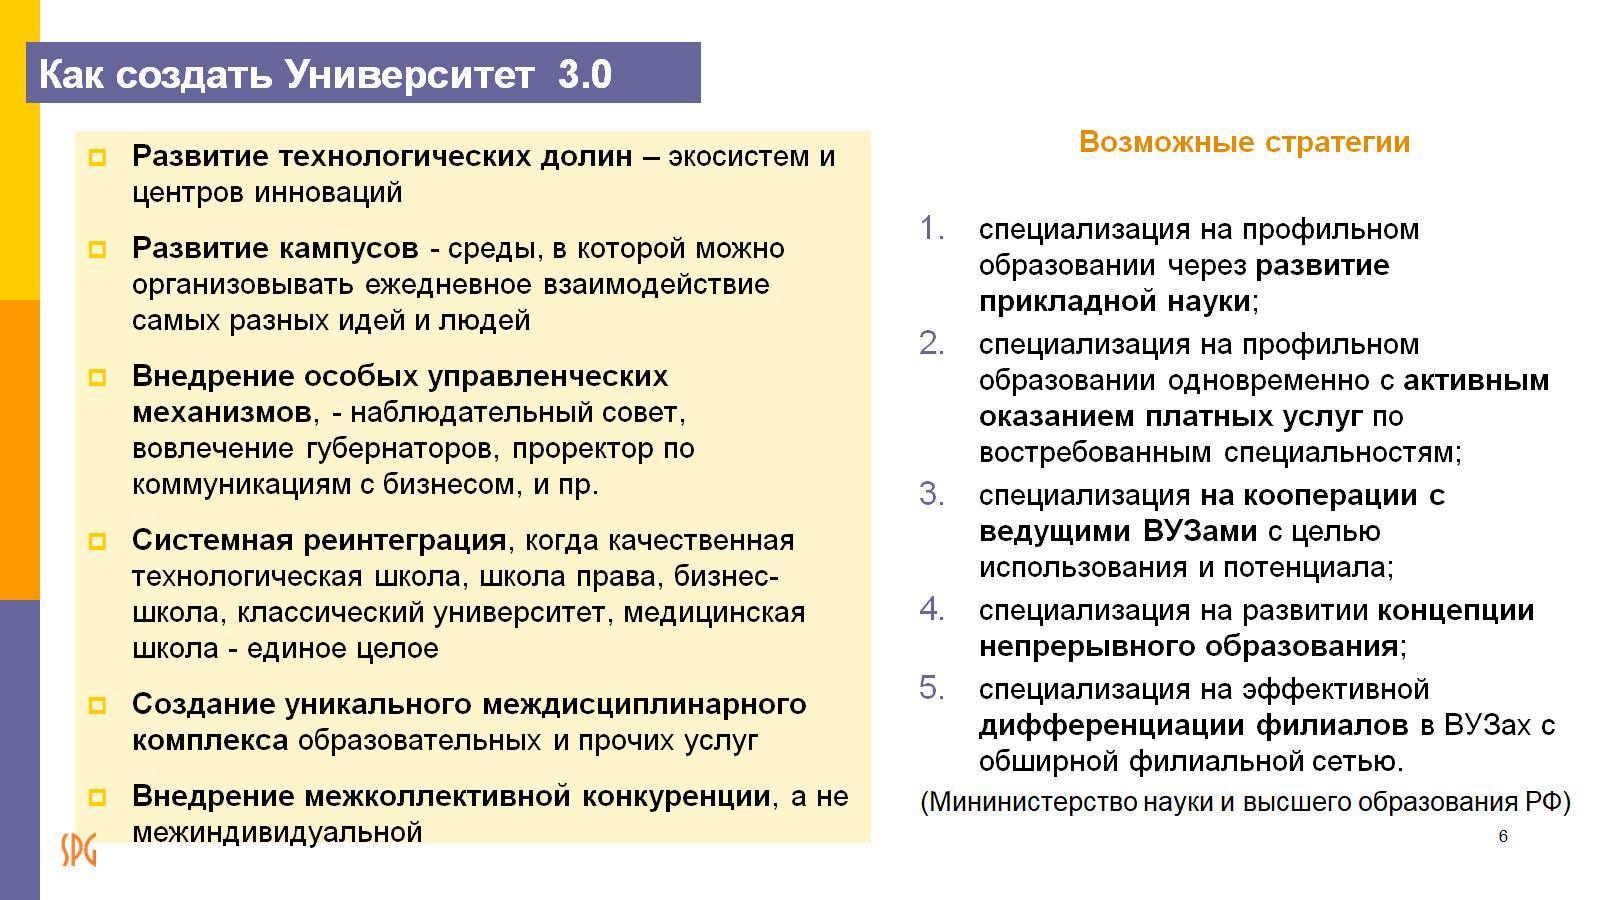 Как создать Университет 3.0
Развитие технологических долин – экосистем и
центров инноваций
Развитие кампусов - среды, в которой можно
организовывать ежедневное взаимодействие
самых разных идей и людей
Внедрение особых управленческих
механизмов, - наблюдательный совет,
вовлечение губернаторов, проректор по
коммуникациям с бизнесом, и пр.
Системная реинтеграция, когда качественная
технологическая школа, школа права, бизнес-
школа, классический университет, медицинская
школа - единое целое
Создание уникального междисциплинарного
комплекса образовательных и прочих услуг
Внедрение межколлективной конкуренции, а не
межиндивидуальной
SPG
Возможные стратегии
1. специализация на профильном
образовании через развитие
прикладной науки;
2. специализация на профильном
образовании одновременно с активным
оказанием платных услуг по
востребованным специальностям;
3. специализация на кооперации с
ведущими ВУЗами с целью
использования и потенциала;
4. специализация на развитии концепции
непрерывного образования;
5. специализация на эффективной
дифференциации филиалов в ВУЗах с
обширной филиальной сетью.
(Мининистерство науки и высшего образования РФ)
6